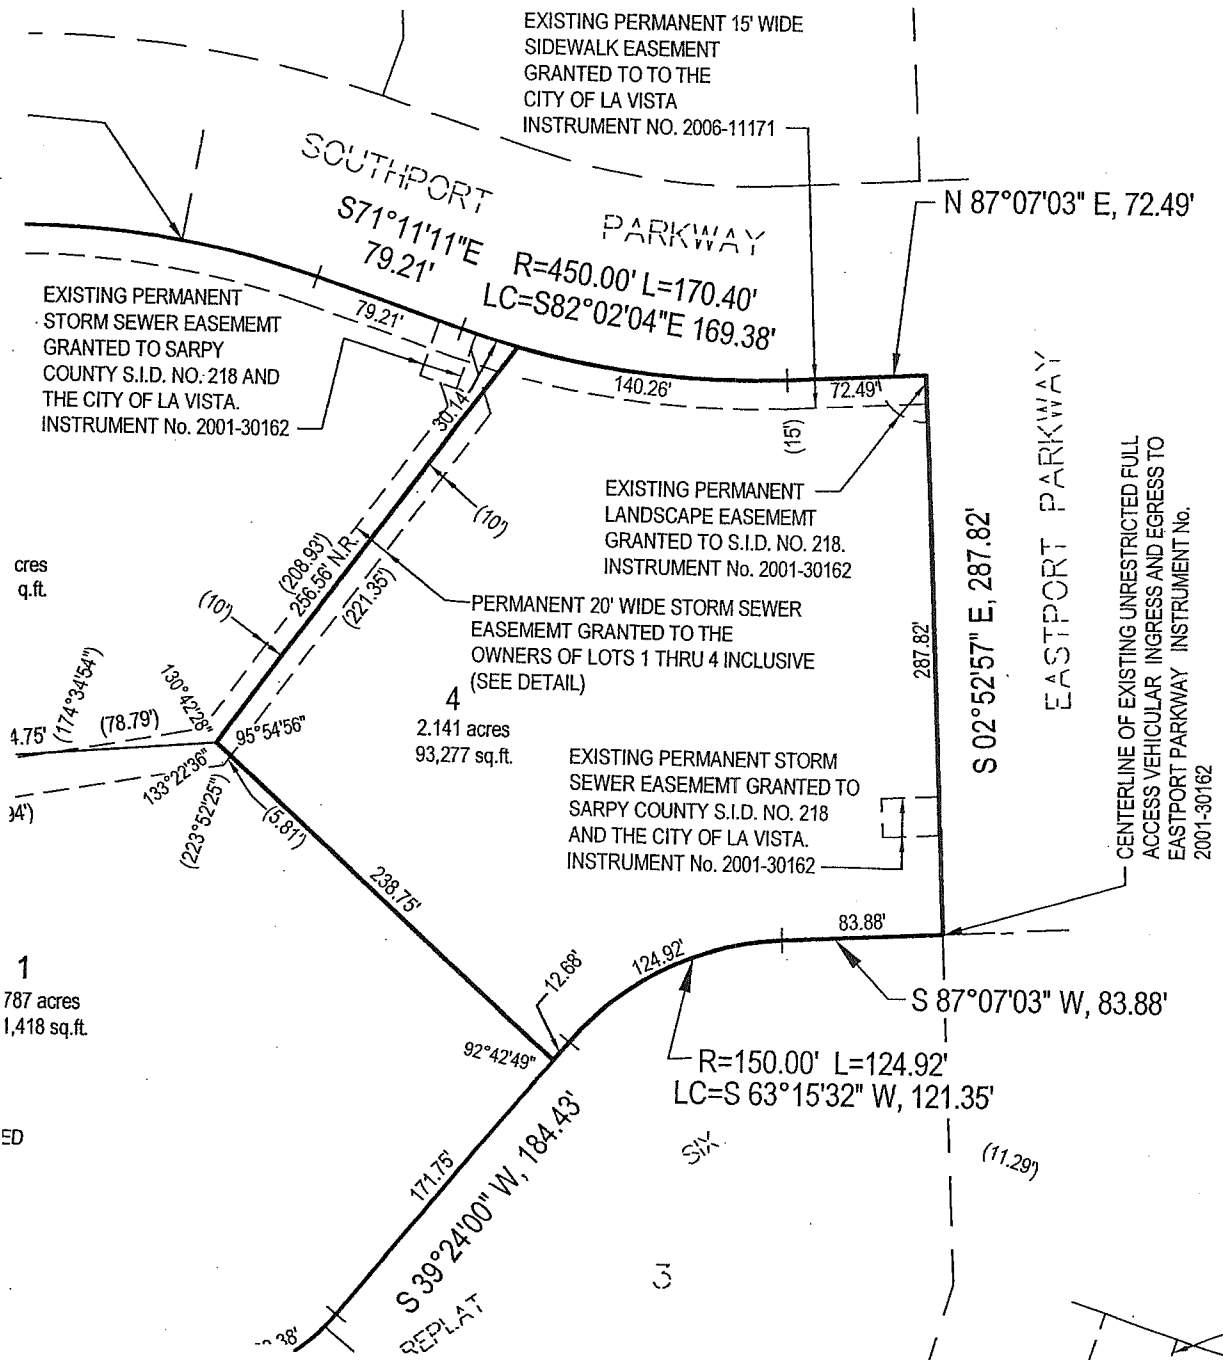 EXISTING PERMANENT 15' WIDE
SIDEWALK EASEMENT
GRANTED TO TO THE
CITY OF LA VISTA
INSTRUMENT NO. 2006-11171
SOUTHPORT
PARKWAY
N 87°07'03" E, 72.49'
S71°11'11"E
79.21'
R=450.00' L=170.40'
LC=S82°02'04"E 169.38'
EXISTING PERMANENT
STORM SEWER EASEMEMT
GRANTED TO SARPY
COUNTY S.I.D. NO. 218 AND
THE CITY OF LA VISTA.
INSTRUMENT No. 2001-30162
79.21'
30.14'
140.26'
72.49'
(15')
EXISTING PERMANENT
LANDSCAPE EASEMEMT
GRANTED TO S.I.D. NO. 218.
INSTRUMENT No. 2001-30162
(10')
(208.93')
256.56' N.R.T
(221.35')
(10')
PERMANENT 20' WIDE STORM SEWER
EASEMEMT GRANTED TO THE
OWNERS OF LOTS 1 THRU 4 INCLUSIVE
(SEE DETAIL)
cres
q.ft.
287.82'
S 02°52'57" E, 287.82'
EASTPORT PARKWAY
CENTERLINE OF EXISTING UNRESTRICTED FULL
ACCESS VEHICULAR INGRESS AND EGRESS TO
EASTPORT PARKWAY INSTRUMENT No.
2001-30162
4
2.141 acres
93,277 sq.ft.
4.75'
(174°34'54")
(78.79')
130°42'28"
95°54'56"
133°22'36"
(223°52'25")
(5.81')
94')
EXISTING PERMANENT STORM
SEWER EASEMEMT GRANTED TO
SARPY COUNTY S.I.D. NO. 218
AND THE CITY OF LA VISTA.
INSTRUMENT No. 2001-30162
238.75'
83.88'
124.92'
12.68'
S 87°07'03" W, 83.88'
1
787 acres
1,418 sq.ft.
92°42'49"
R=150.00' L=124.92'
LC=S 63°15'32" W, 121.35'
ED
SIX
(11.29')
171.75'
S 39°24'00" W, 184.43'
3
REPLAT
38'